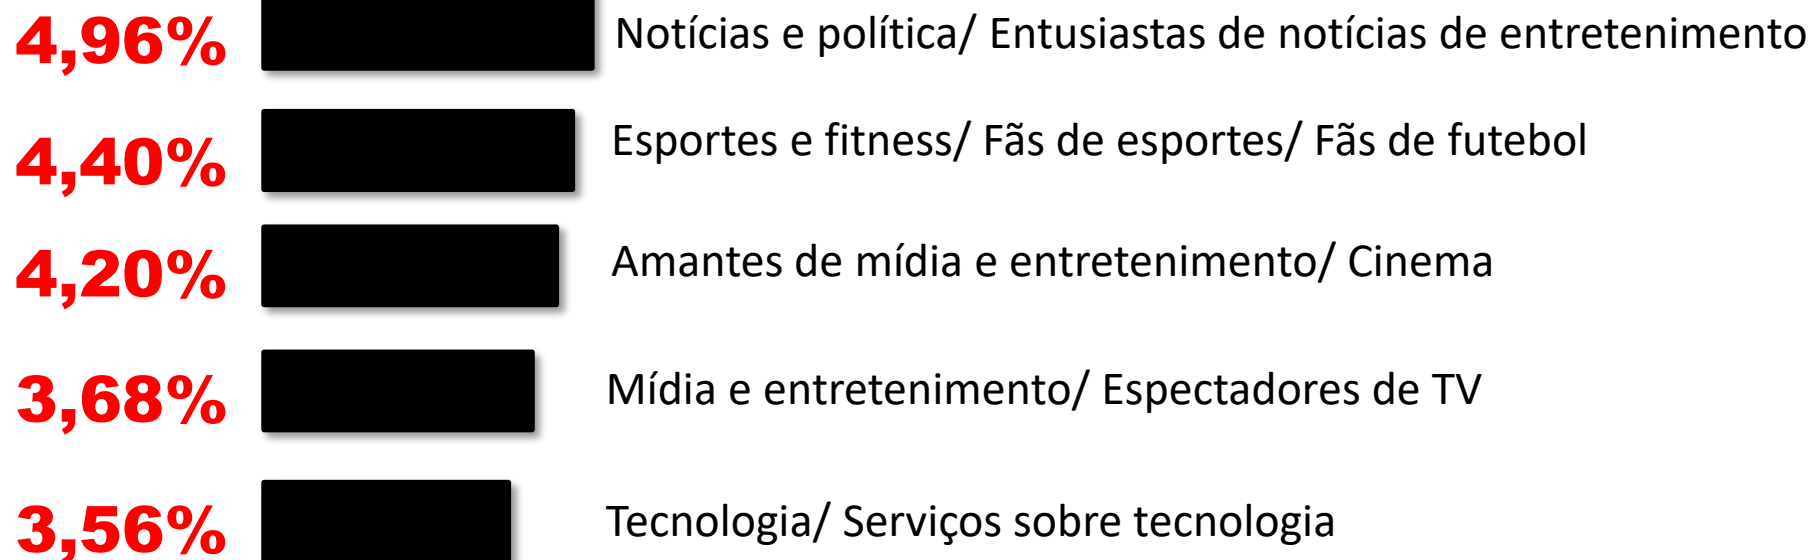 4,96% Notícias e política/ Entusiastas de notícias de entretenimento
4,40% Esportes e fitness/ Fãs de esportes/ Fãs de futebol
4,20% Amantes de mídia e entretenimento/ Cinema
3,68% Mídia e entretenimento/ Espectadores de TV
3,56% Tecnologia/ Serviços sobre tecnologia